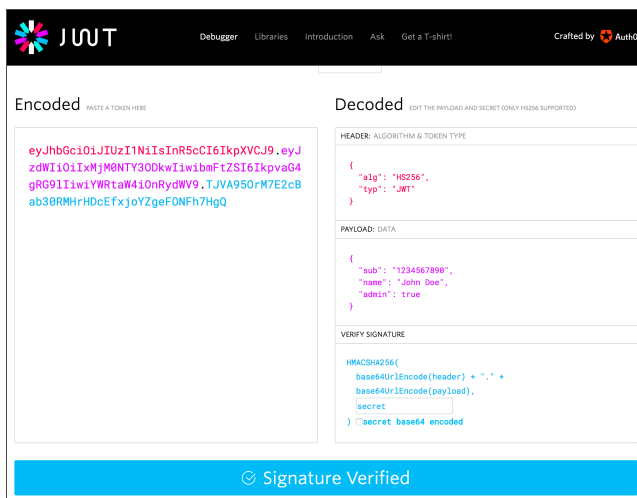 JWT
Debugger Libraries Introduction Ask Get a T-shirt!
Crafted by Auth0
Encoded PASTE A TOKEN HERE
eyJhbGciOiJIUzI1NiIsInR5cCI6IkpXVCJ9.eyJ
zdWIiOiIxMjM0NTY3ODkwIiwibmFtZSI6IkpvaG4
gRG9lIiwiYWRtaW4iOnRydWV9.TJVA95OrM7E2cB
ab30RMHrHDcEfxjoYZgeFONFh7HgQ
Decoded EDIT THE PAYLOAD AND SECRET (ONLY HS256 SUPPORTED)
HEADER: ALGORITHM & TOKEN TYPE
{
"alg": "HS256",
"typ": "JWT"
}
PAYLOAD: DATA
{
"sub": "1234567890",
"name": "John Doe",
"admin": true
}
VERIFY SIGNATURE
HMACSHA256(
base64UrlEncode(header) + "." +
base64UrlEncode(payload),
secret
) secret base64 encoded
Signature Verified